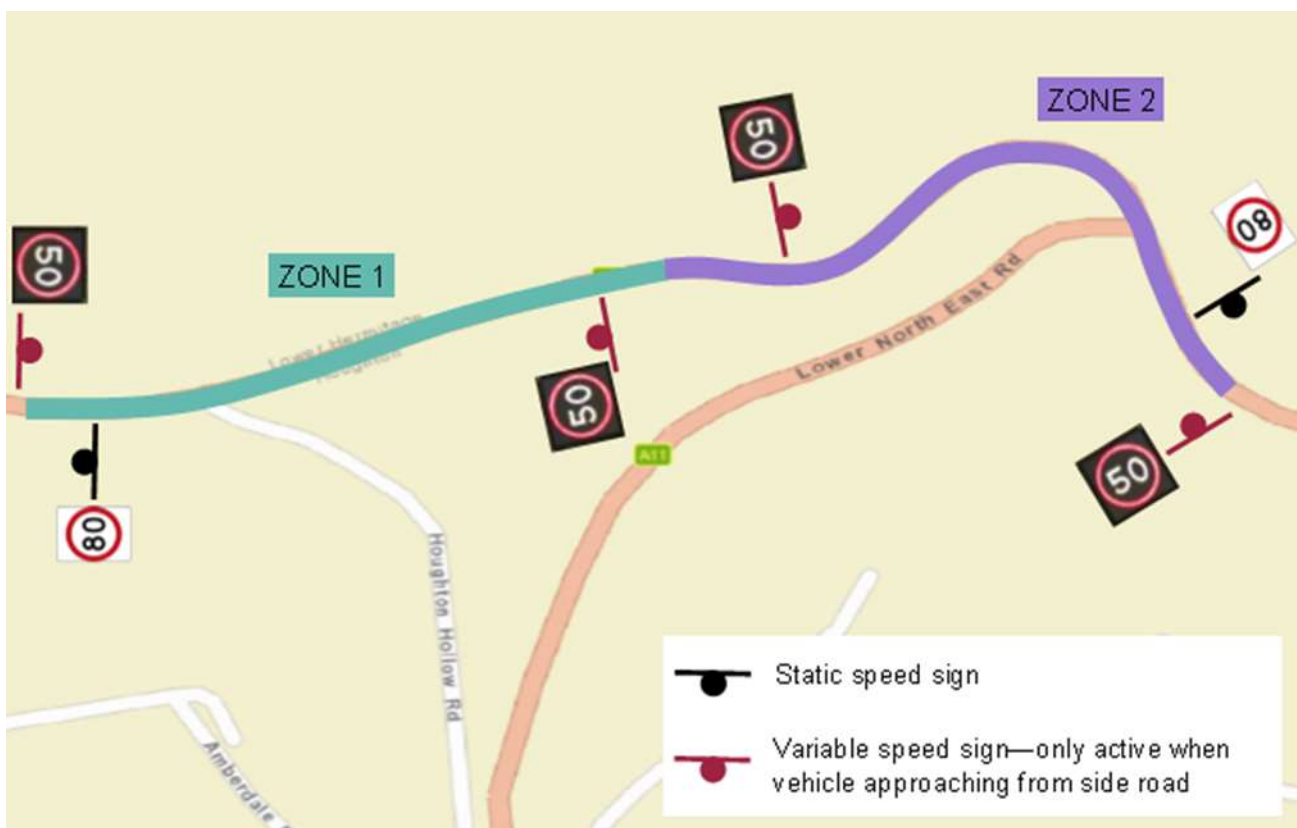 ZONE 2
50
80
50
ZONE 1
Lower North East Rd
50
50
A11
80
Houghton Hollow Rd
Static speed sign
Variable speed sign—only active when
vehicle approaching from side road
Amberdale